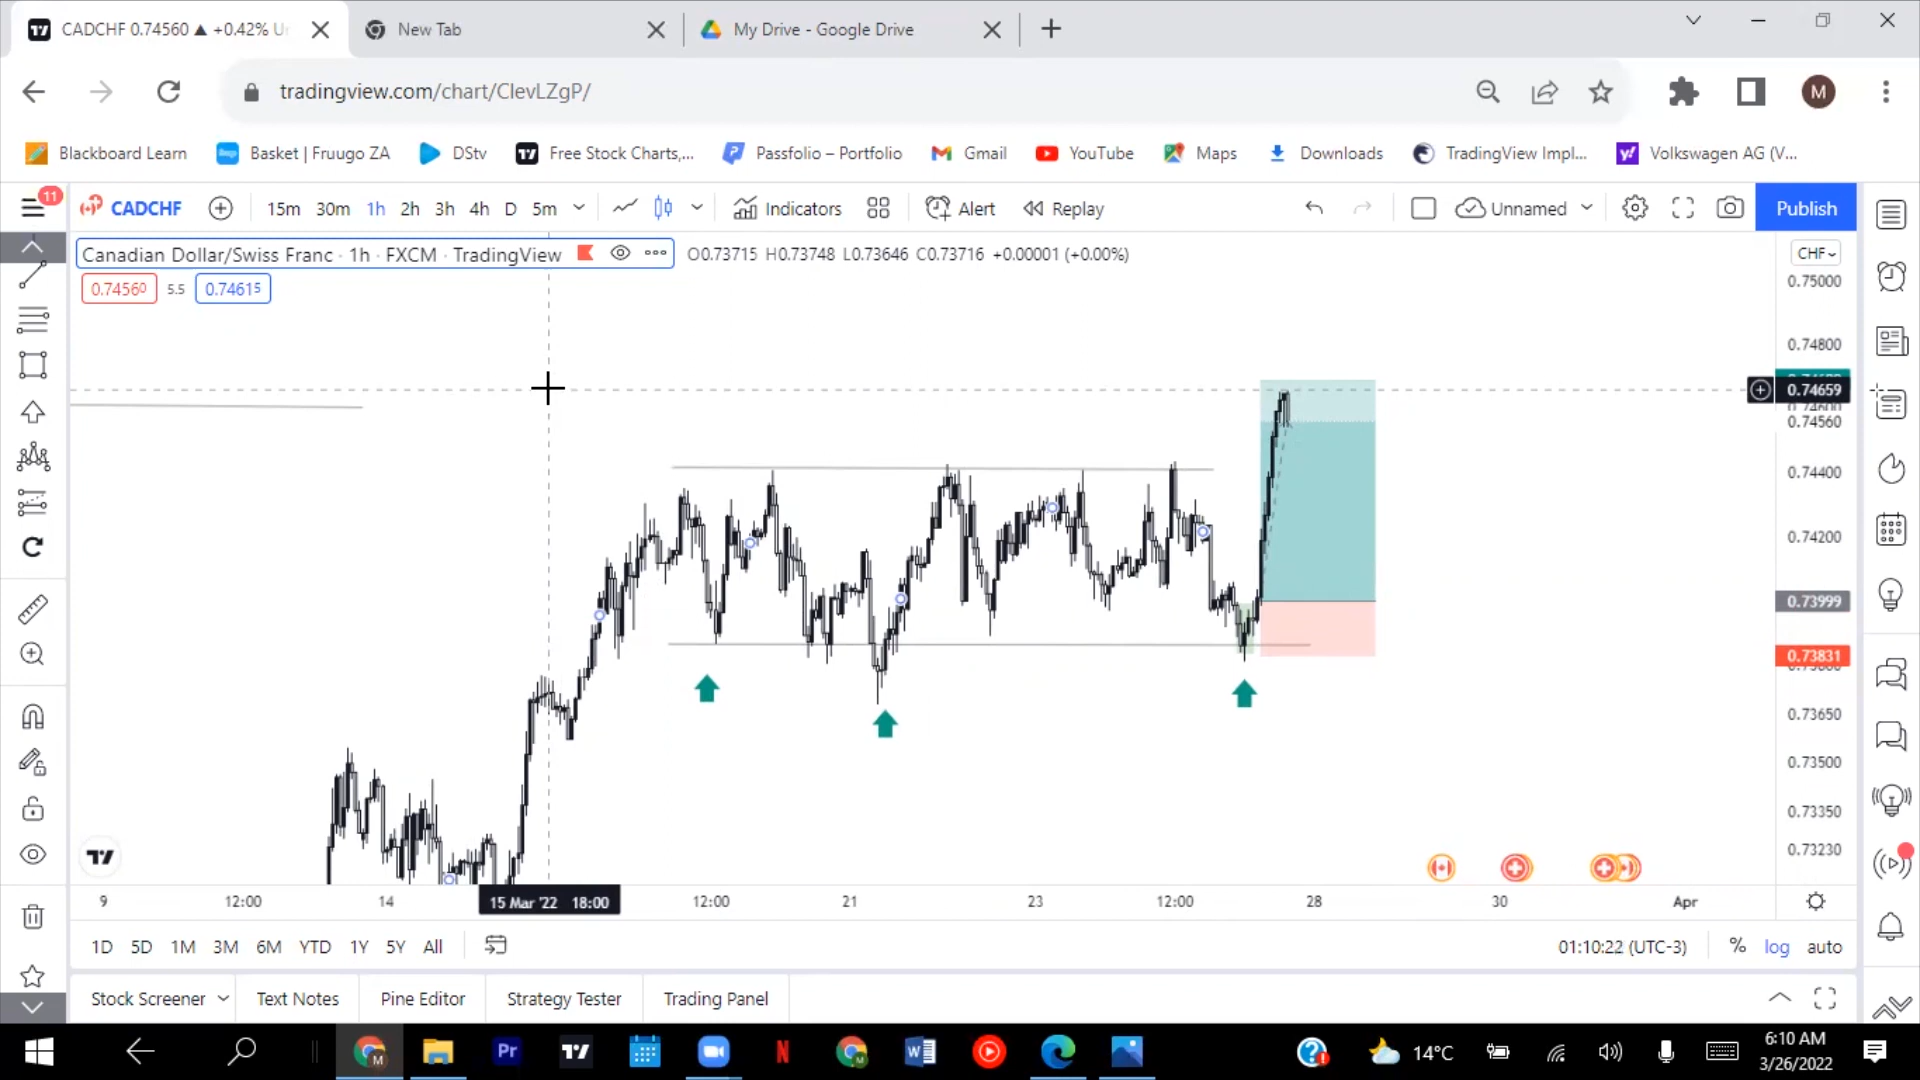 CADCHF 0.74560 ▲ +0.42%
New Tab
My Drive - Google Drive
tradingview.com/chart/ClevLZgP/
M
Blackboard Learn
Basket | Fruugo ZA
DStv
Free Stock Charts,...
Passfolio – Portfolio
Gmail
YouTube
Maps
Downloads
TradingView Impl...
Volkswagen AG (V...
11
CADCHF
15m 30m 1h 2h 3h 4h D 5m
Indicators
Alert
Replay
Unnamed
Publish
Canadian Dollar/Swiss Franc · 1h · FXCM · TradingView
O0.73715 H0.73748 L0.73646 C0.73716 +0.00001 (+0.00%)
CHF
0.74560 5.5 0.74615
0.75000
0.74800
0.74659
0.74560
0.74400
0.74200
0.73999
0.73831
0.73650
0.73500
0.73350
0.73230
9 12:00 14 15 Mar '22 18:00 12:00 21 23 12:00 28 30 Apr
1D 5D 1M 3M 6M YTD 1Y 5Y All
01:10:22 (UTC-3) % log auto
Stock Screener
Text Notes
Pine Editor
Strategy Tester
Trading Panel
14°C
6:10 AM
3/26/2022